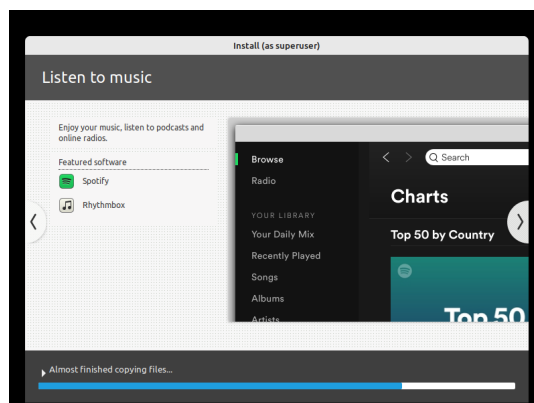 Install (as superuser)
Listen to music
Enjoy your music, listen to podcasts and
online radios.
Featured software
Spotify
Rhythmbox
Browse
Radio
YOUR LIBRARY
Your Daily Mix
Recently Played
Songs
Albums
Artists
Search
Charts
Top 50 by Country
Top 50
Almost finished copying files...